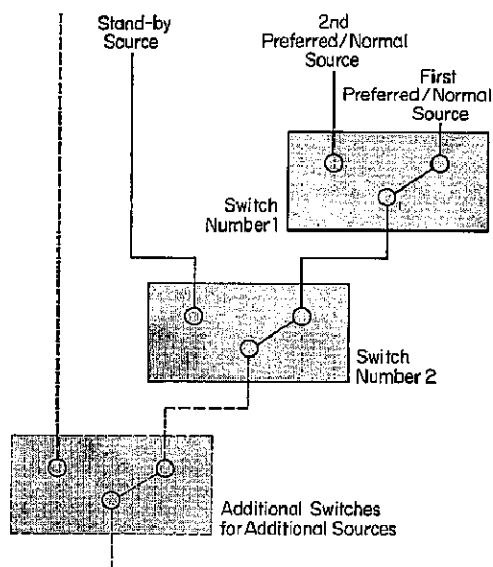 Stand-by
Source
2nd
Preferred/Normal
Source
First
Preferred/Normal
Source
Switch
Number 1
Switch
Number 2
Additional Switches
for Additional Sources